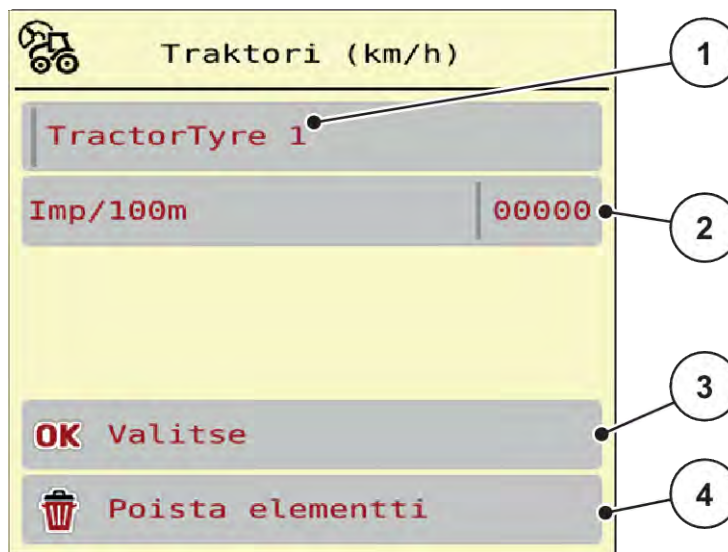 Traktori (km/h)
1
TractorTyre 1
Imp/100m 00000
2
3
OK Valitse
4
Poista elementti